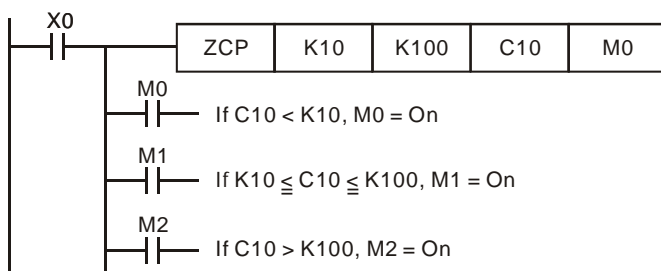 X0
ZCP K10 K100 C10 M0
M0
If C10 < K10, M0 = On
M1
If K10 ≦ C10 ≦ K100, M1 = On
M2
If C10 > K100, M2 = On